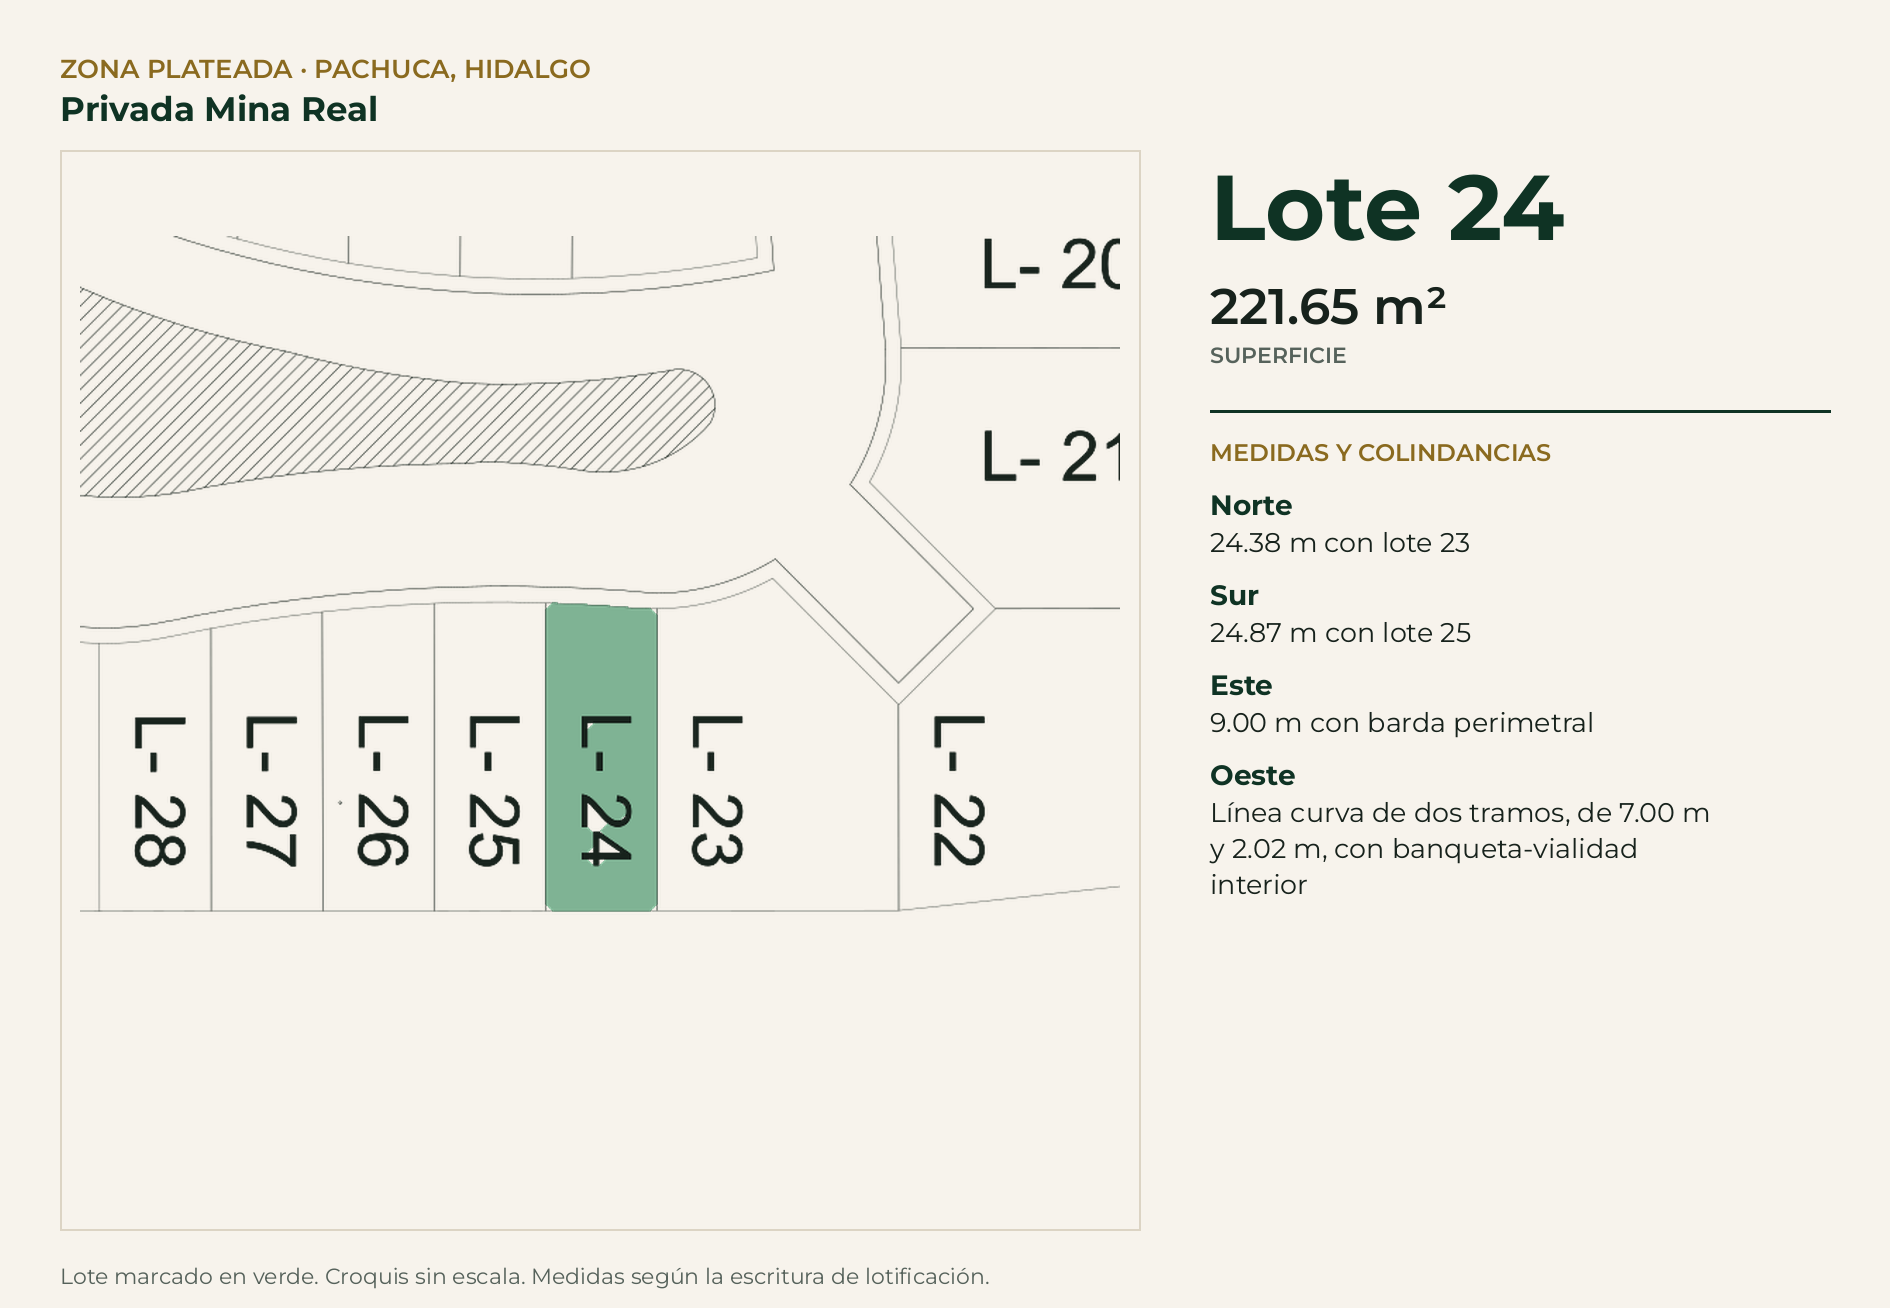 ZONA PLATEADA · PACHUCA, HIDALGO
Privada Mina Real
L- 20
L- 21
L- 28
L- 27
L- 26
L- 25
L- 24
L- 23
L- 22
Lote 24
221.65 m²
SUPERFICIE
MEDIDAS Y COLINDANCIAS
Norte
24.38 m con lote 23
Sur
24.87 m con lote 25
Este
9.00 m con barda perimetral
Oeste
Línea curva de dos tramos, de 7.00 m
y 2.02 m, con banqueta-vialidad
interior
Lote marcado en verde. Croquis sin escala. Medidas según la escritura de lotificación.